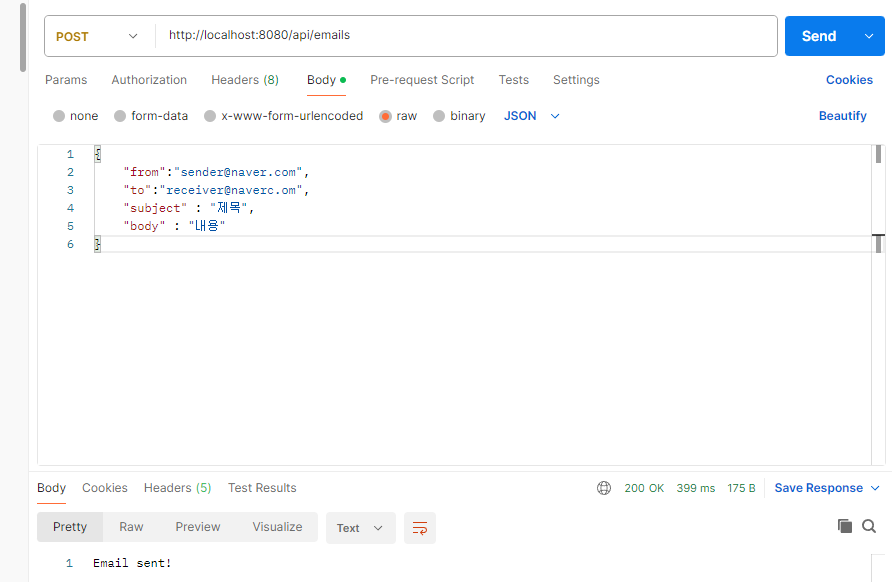 POST http://localhost:8080/api/emails Send
Params Authorization Headers (8) Body Pre-request Script Tests Settings Cookies
none form-data x-www-form-urlencoded raw binary JSON Beautify
1 {
2 "from":"sender@naver.com",
3 "to":"receiver@naverc.om",
4 "subject" : "제목",
5 "body" : "내용"
6 }
Body Cookies Headers (5) Test Results 200 OK 399 ms 175 B Save Response
Pretty Raw Preview Visualize Text
1 Email sent!